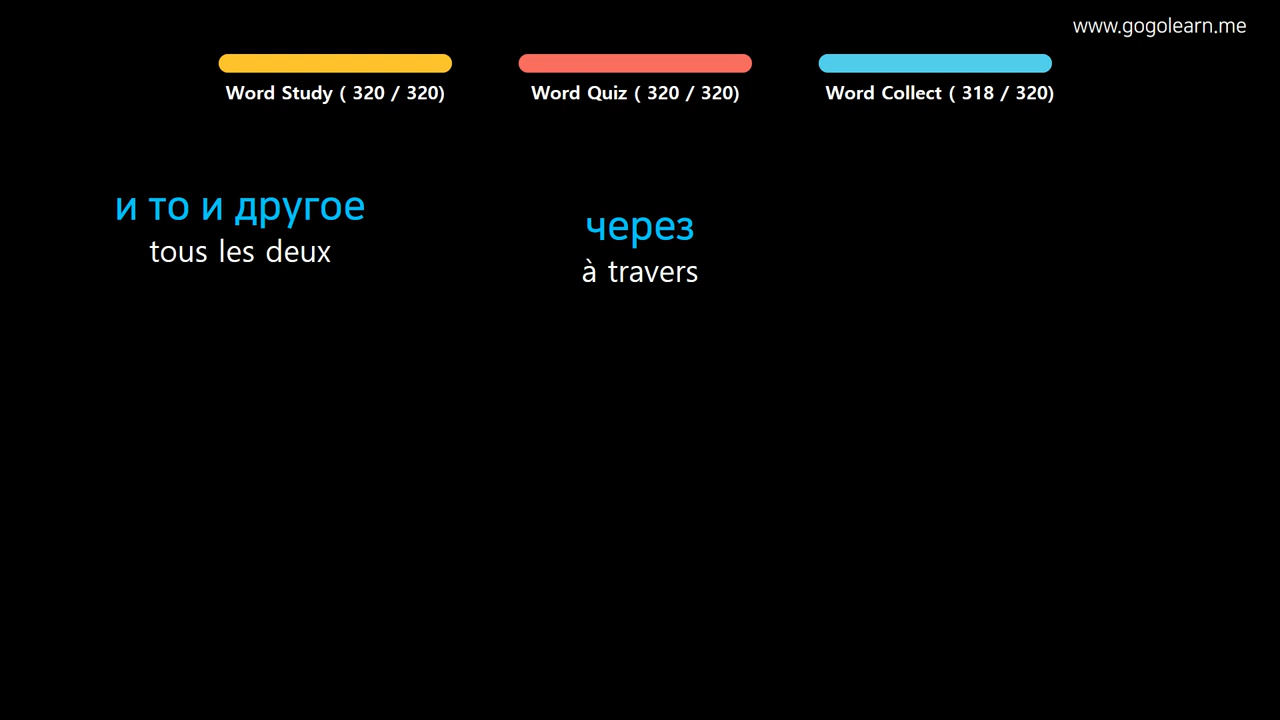 www.gogolearn.me
Word Study ( 320 / 320)
Word Quiz ( 320 / 320)
Word Collect ( 318 / 320)
и то и другое
tous les deux
через
à travers